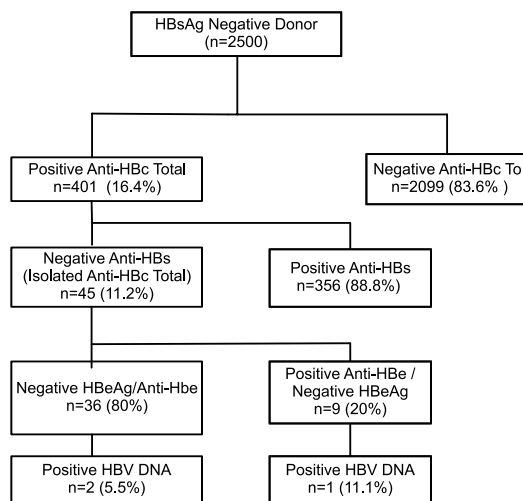 HBsAg Negative Donor
(n=2500)
Positive Anti-HBc Total
n=401 (16.4%)
Negative Anti-HBc To
n=2099 (83.6% )
Negative Anti-HBs
(Isolated Anti-HBc Total)
n=45 (11.2%)
Positive Anti-HBs
n=356 (88.8%)
Negative HBeAg/Anti-Hbe
n=36 (80%)
Positive Anti-HBe /
Negative HBeAg
n=9 (20%)
Positive HBV DNA
n=2 (5.5%)
Positive HBV DNA
n=1 (11.1%)